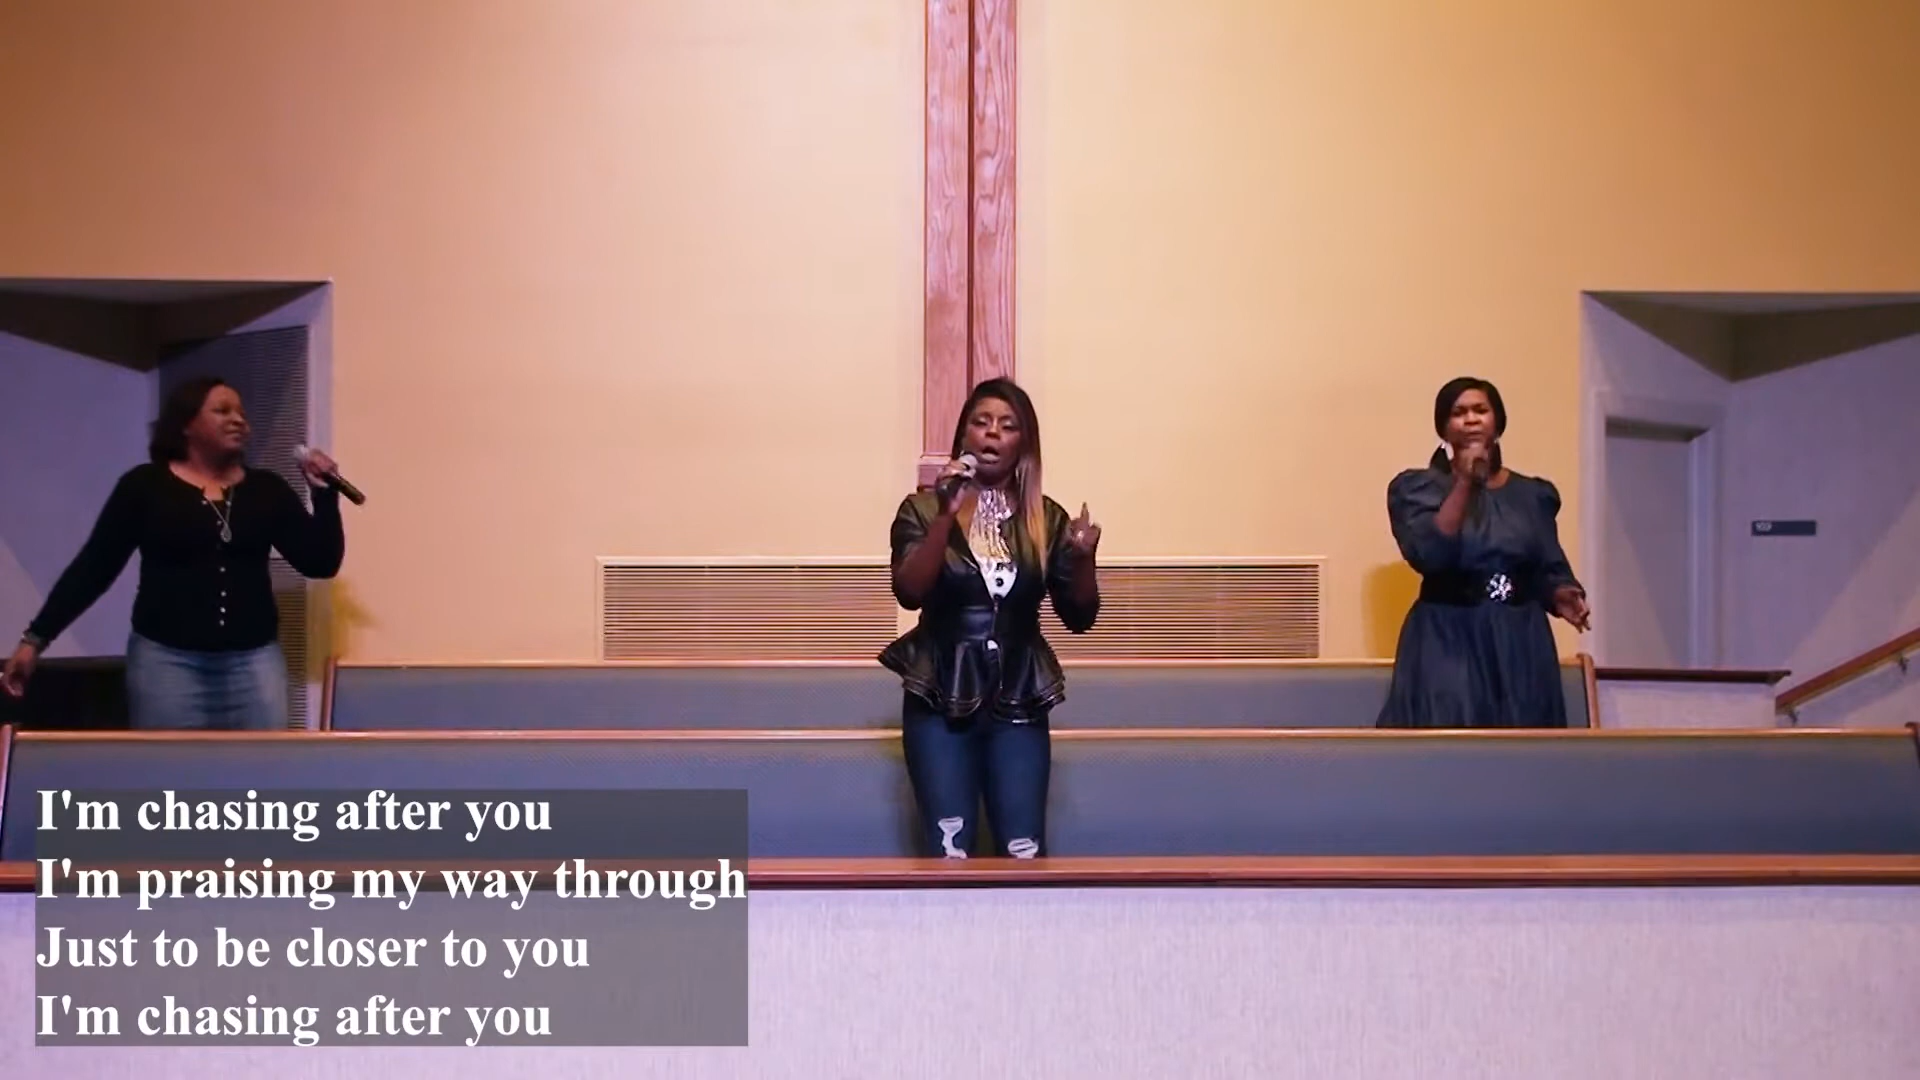 I'm chasing after you
I'm praising my way through
Just to be closer to you
I'm chasing after you